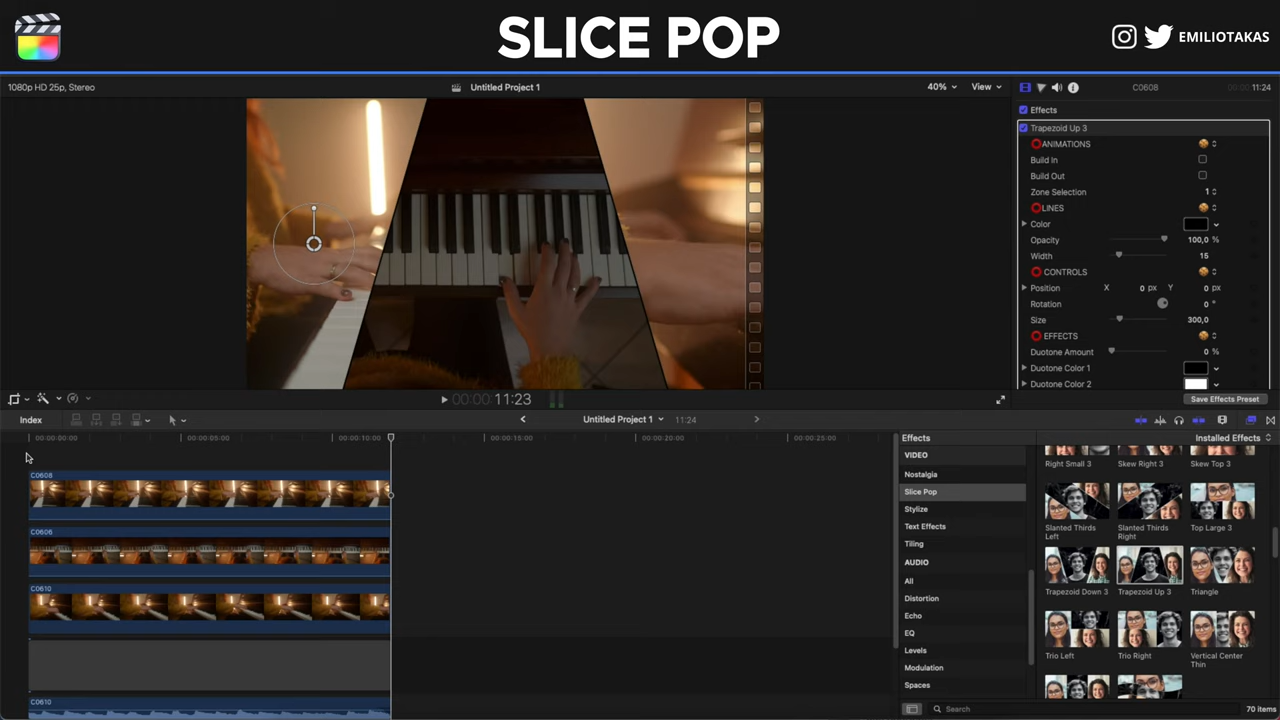 SLICE POP
EMILIOTAKAS
1080p HD 25p, Stereo
Untitled Project 1
40%
View
C0608
00:00:11:24
Effects
Trapezoid Up 3
ANIMATIONS
Build In
Build Out
Zone Selection 1
LINES
Color
Opacity 100,0 %
Width 15
CONTROLS
Position X 0 px Y 0 px
Rotation 0 °
Size 300,0
EFFECTS
Duotone Amount 0 %
Duotone Color 1
Duotone Color 2
Save Effects Preset
00:00:11:23
Index
Untitled Project 1
11:24
00:00:00:00
00:00:05:00
00:00:10:00
00:00:15:00
00:00:20:00
00:00:25:00
C0608
C0606
C0610
C0610
Effects
Installed Effects
VIDEO
Nostalgia
Slice Pop
Stylize
Text Effects
Tiling
AUDIO
All
Distortion
Echo
EQ
Levels
Modulation
Spaces
Right Small 3
Skew Right 3
Skew Top 3
Slanted Thirds Left
Slanted Thirds Right
Top Large 3
Trapezoid Down 3
Trapezoid Up 3
Triangle
Trio Left
Trio Right
Vertical Center Thin
Search
70 items